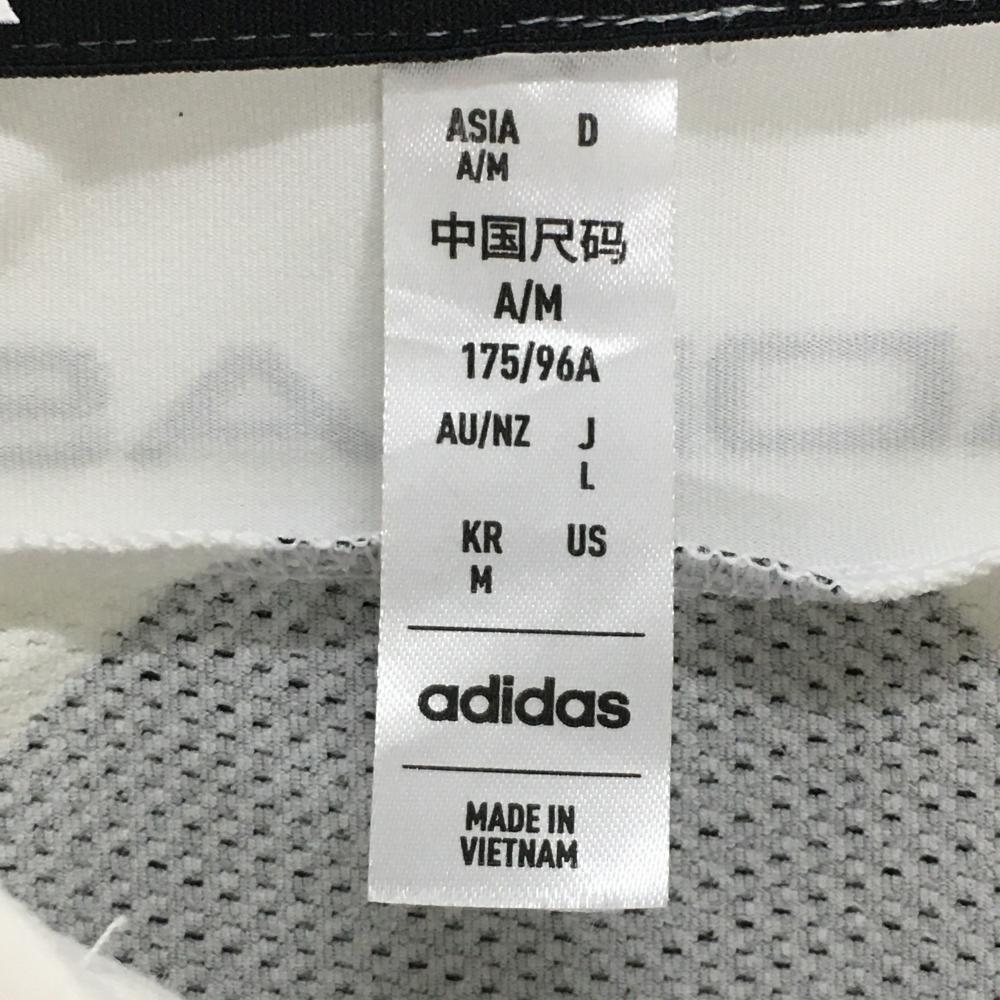 ASIA D
A/M
中国尺码
A/M
175/96A
AU/NZ J
L
KR US
M
adidas
MADE IN
VIETNAM